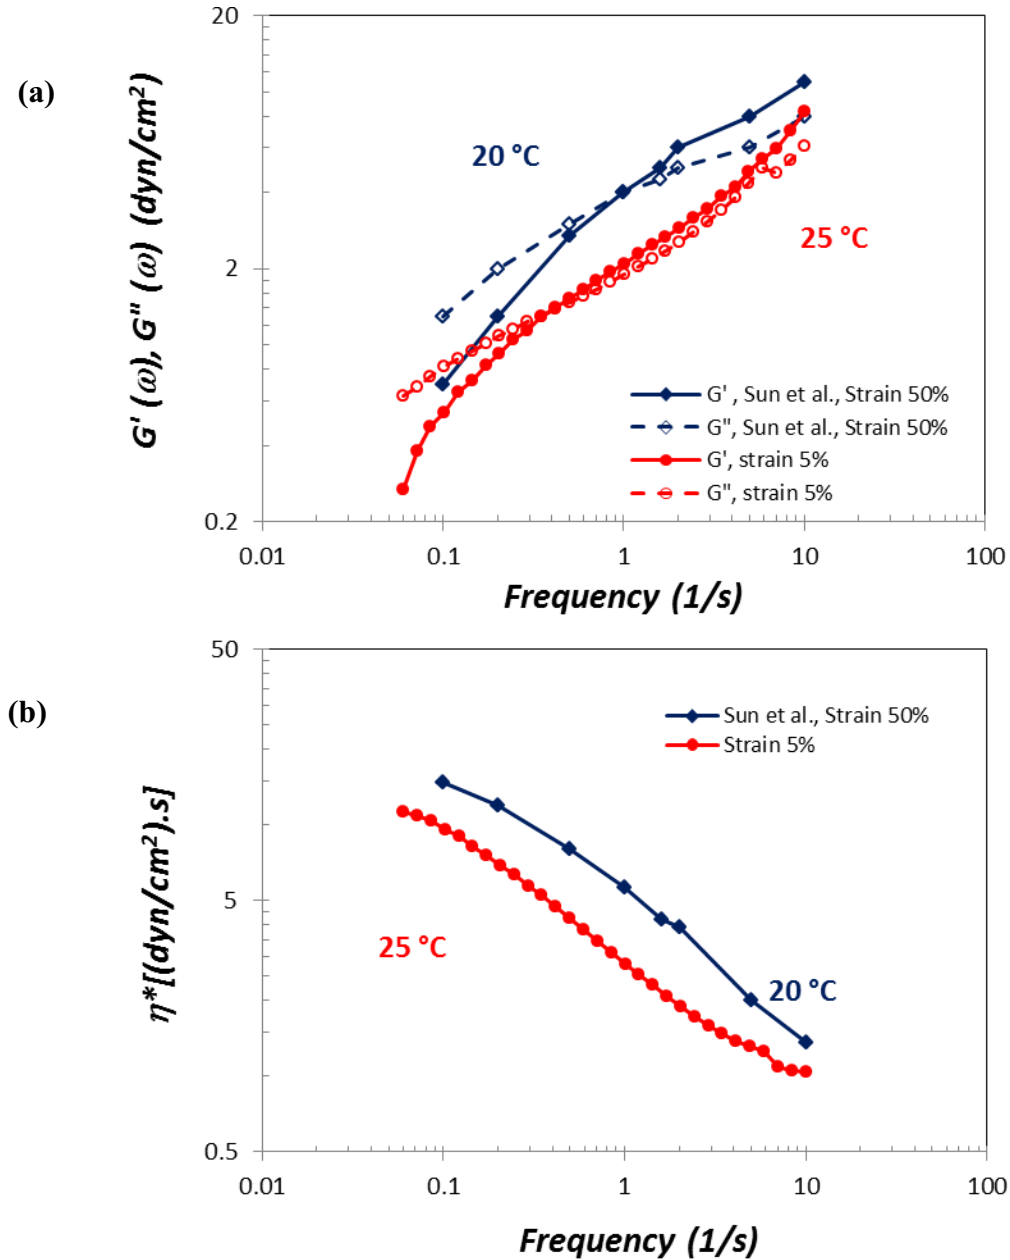 (a)
G' (ω), G" (ω) (dyn/cm²)
20
2
0.2
20 °C
25 °C
G' , Sun et al., Strain 50%
G", Sun et al., Strain 50%
G', strain 5%
G", strain 5%
0.01 0.1 1 10 100
Frequency (1/s)
(b)
η*[(dyn/cm²).s]
50
5
0.5
Sun et al., Strain 50%
Strain 5%
25 °C
20 °C
0.01 0.1 1 10 100
Frequency (1/s)